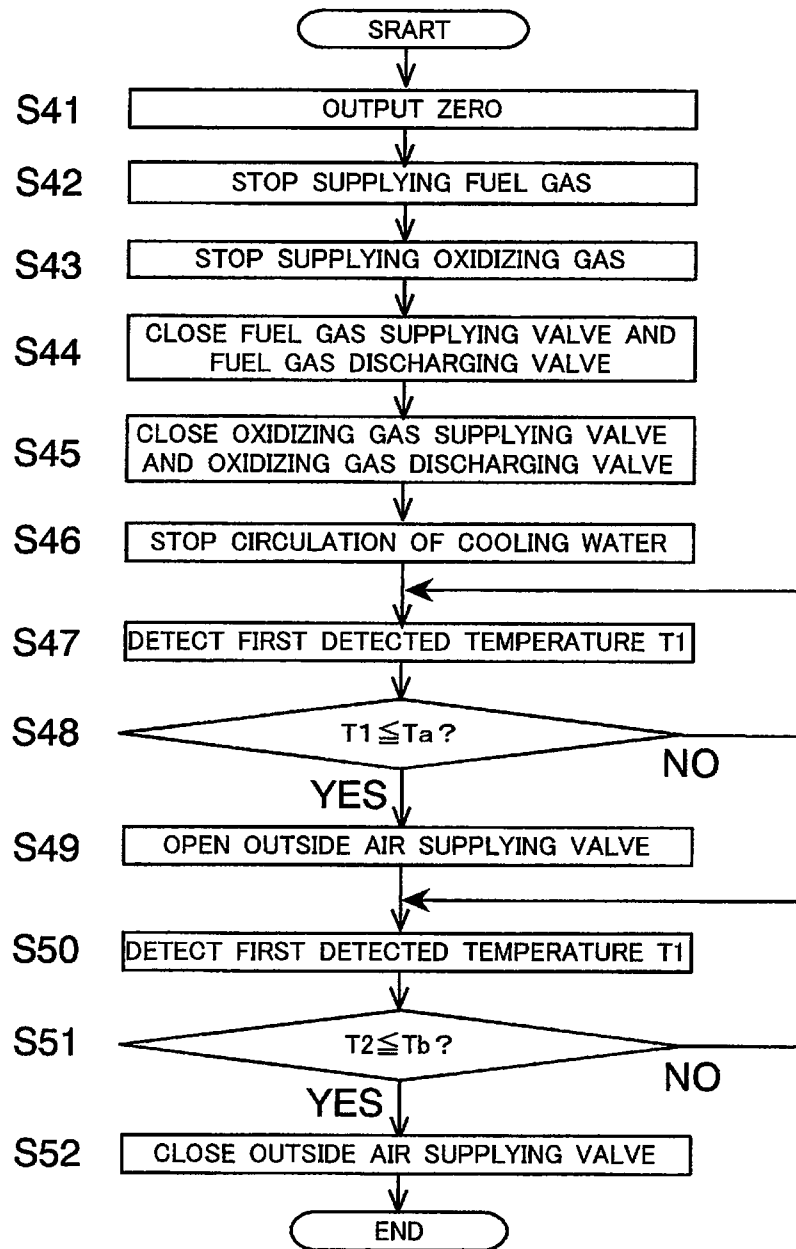 SRART
S41
OUTPUT ZERO
S42
STOP SUPPLYING FUEL GAS
S43
STOP SUPPLYING OXIDIZING GAS
S44
CLOSE FUEL GAS SUPPLYING VALVE AND
FUEL GAS DISCHARGING VALVE
S45
CLOSE OXIDIZING GAS SUPPLYING VALVE
AND OXIDIZING GAS DISCHARGING VALVE
S46
STOP CIRCULATION OF COOLING WATER
S47
DETECT FIRST DETECTED TEMPERATURE T1
S48
T1≦Ta?
NO
YES
S49
OPEN OUTSIDE AIR SUPPLYING VALVE
S50
DETECT FIRST DETECTED TEMPERATURE T1
S51
T2≦Tb?
NO
YES
S52
CLOSE OUTSIDE AIR SUPPLYING VALVE
END